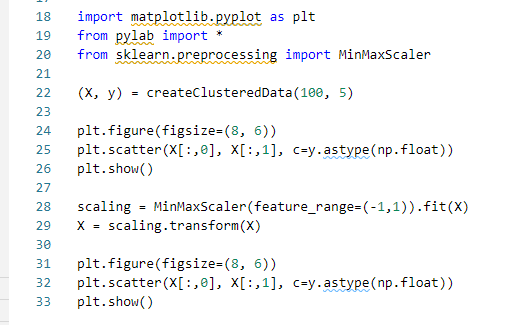 18 import matplotlib.pyplot as plt
19 from pylab import *
20 from sklearn.preprocessing import MinMaxScaler
21
22 (X, y) = createClusteredData(100, 5)
23
24 plt.figure(figsize=(8, 6))
25 plt.scatter(X[:,0], X[:,1], c=y.astype(np.float))
26 plt.show()
27
28 scaling = MinMaxScaler(feature_range=(-1,1)).fit(X)
29 X = scaling.transform(X)
30
31 plt.figure(figsize=(8, 6))
32 plt.scatter(X[:,0], X[:,1], c=y.astype(np.float))
33 plt.show()